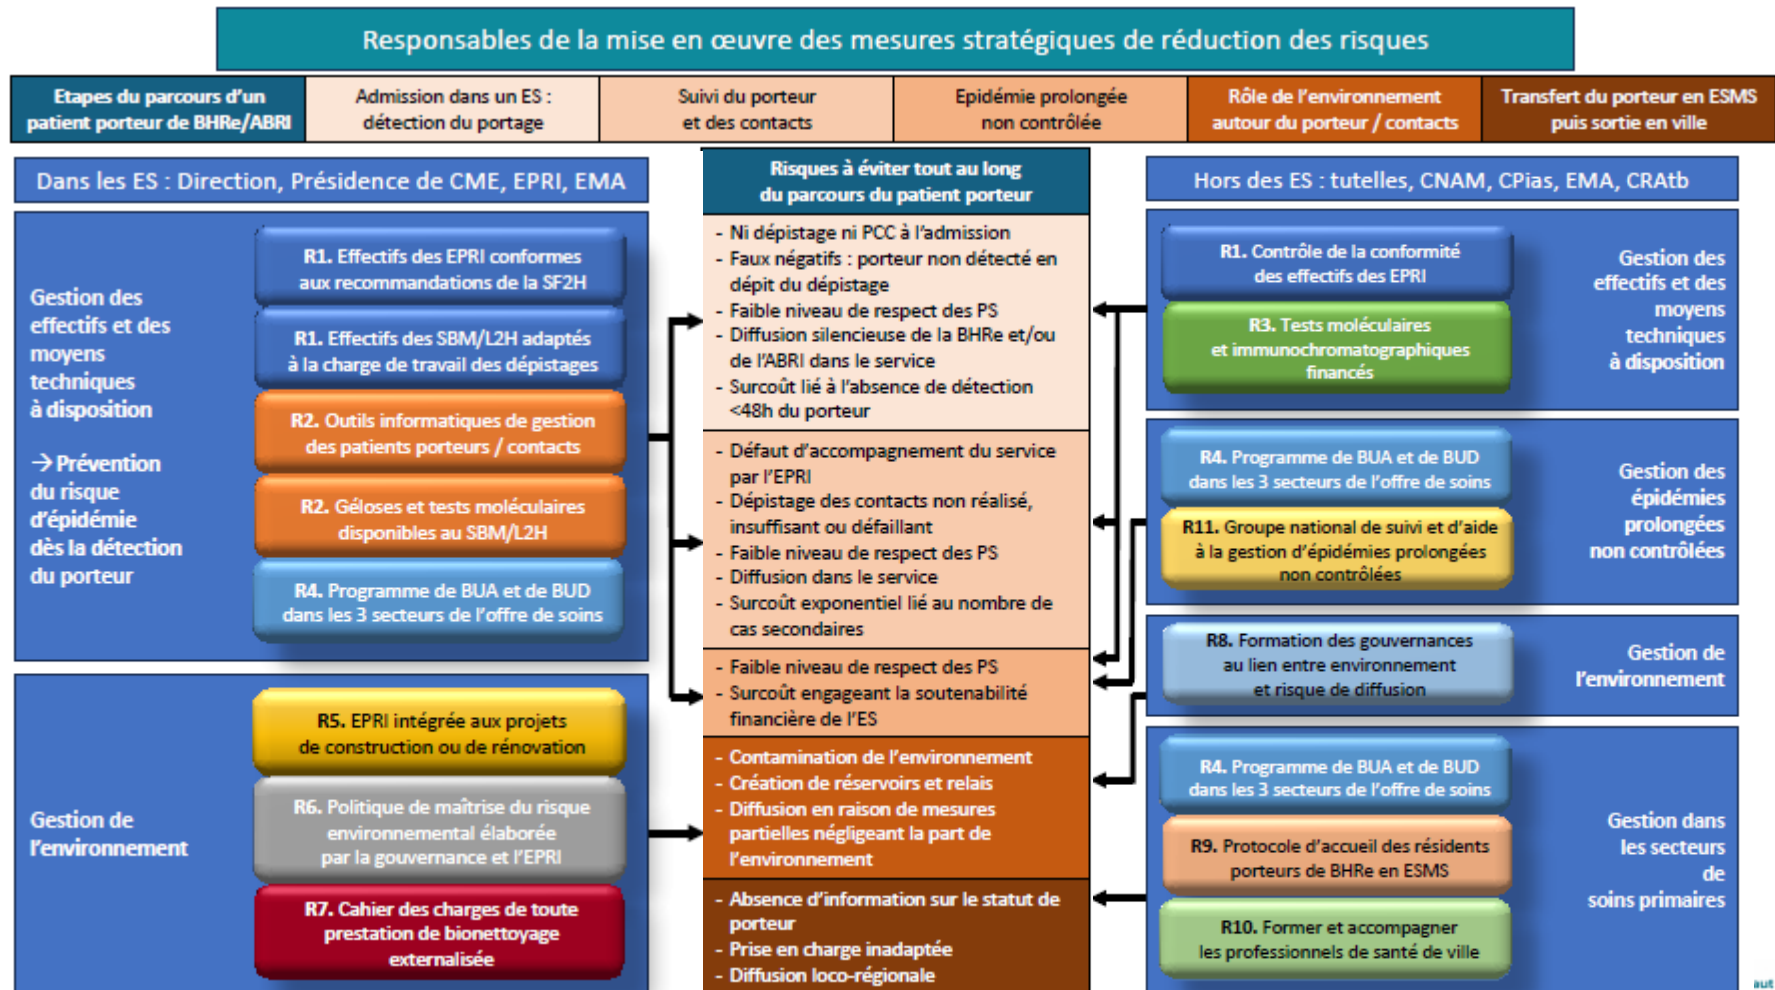 Responsables de la mise en œuvre des mesures stratégiques de réduction des risques
Etapes du parcours d'un
patient porteur de BHRe/ABRI
Admission dans un ES :
détection du portage
Suivi du porteur
et des contacts
Epidémie prolongée
non contrôlée
Rôle de l'environnement
autour du porteur / contacts
Transfert du porteur en ESMS
puis sortie en ville
Dans les ES : Direction, Présidence de CME, EPRI, EMA
Gestion des
effectifs et des
moyens
techniques
à disposition
→ Prévention
du risque
d'épidémie
dès la détection
du porteur
R1. Effectifs des EPRI conformes
aux recommandations de la SF2H
R1. Effectifs des SBM/L2H adaptés
à la charge de travail des dépistages
R2. Outils informatiques de gestion
des patients porteurs / contacts
R2. Géloses et tests moléculaires
disponibles au SBM/L2H
R4. Programme de BUA et de BUD
dans les 3 secteurs de l'offre de soins
Gestion de
l'environnement
R5. EPRI intégrée aux projets
de construction ou de rénovation
R6. Politique de maîtrise du risque
environnemental élaborée
par la gouvernance et l'EPRI
R7. Cahier des charges de toute
prestation de bionettoyage
externalisée
Risques à éviter tout au long
du parcours du patient porteur
- Ni dépistage ni PCC à l'admission
- Faux négatifs : porteur non détecté en
dépit du dépistage
- Faible niveau de respect des PS
- Diffusion silencieuse de la BHRe et/ou
de l'ABRI dans le service
- Surcoût lié à l'absence de détection
<48h du porteur
- Défaut d'accompagnement du service
par l'EPRI
- Dépistage des contacts non réalisé,
insuffisant ou défaillant
- Faible niveau de respect des PS
- Diffusion dans le service
- Surcoût exponentiel lié au nombre de
cas secondaires
- Faible niveau de respect des PS
- Surcoût engageant la soutenabilité
financière de l'ES
- Contamination de l'environnement
- Création de réservoirs et relais
- Diffusion en raison de mesures
partielles négligeant la part de
l'environnement
- Absence d'information sur le statut de
porteur
- Prise en charge inadaptée
- Diffusion loco-régionale
Hors des ES : tutelles, CNAM, CPias, EMA, CRAtb
R1. Contrôle de la conformité
des effectifs des EPRI
R3. Tests moléculaires
et immunochromatographiques
financés
Gestion des
effectifs et des
moyens
techniques
à disposition
R4. Programme de BUA et de BUD
dans les 3 secteurs de l'offre de soins
R11. Groupe national de suivi et d'aide
à la gestion d'épidémies prolongées
non contrôlées
Gestion des
épidémies
prolongées
non contrôlées
R8. Formation des gouvernances
au lien entre environnement
et risque de diffusion
Gestion de
l'environnement
R4. Programme de BUA et de BUD
dans les 3 secteurs de l'offre de soins
R9. Protocole d'accueil des résidents
porteurs de BHRe en ESMS
R10. Former et accompagner
les professionnels de santé de ville
Gestion dans
les secteurs
de
soins primaires
aut